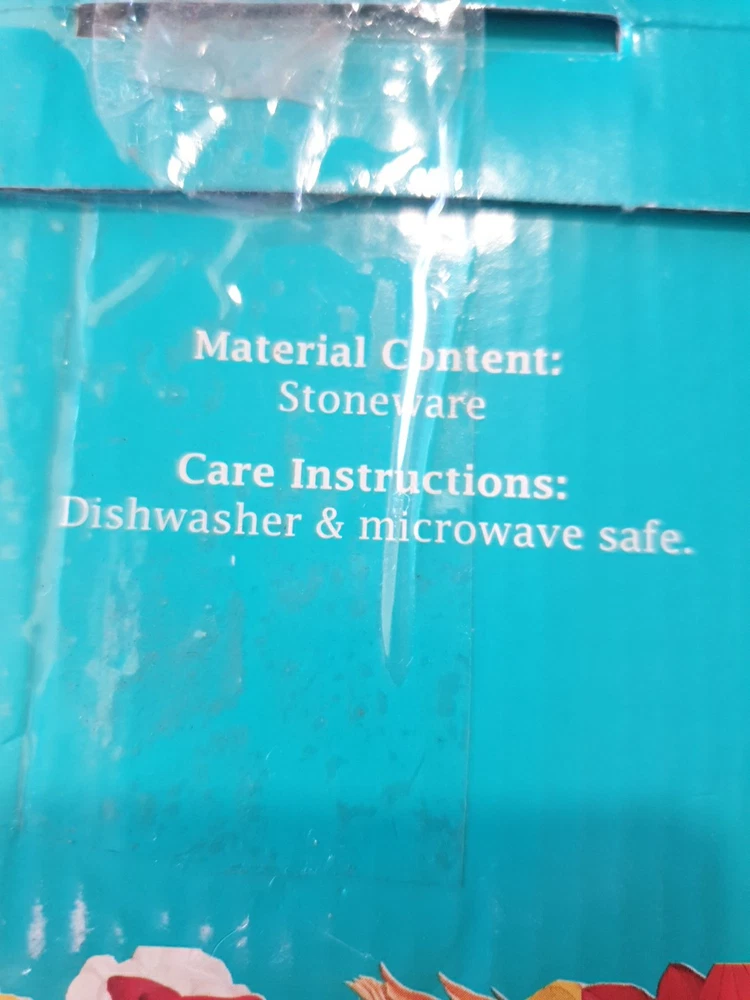 Material Content:
Stoneware
Care Instructions:
Dishwasher & microwave safe.